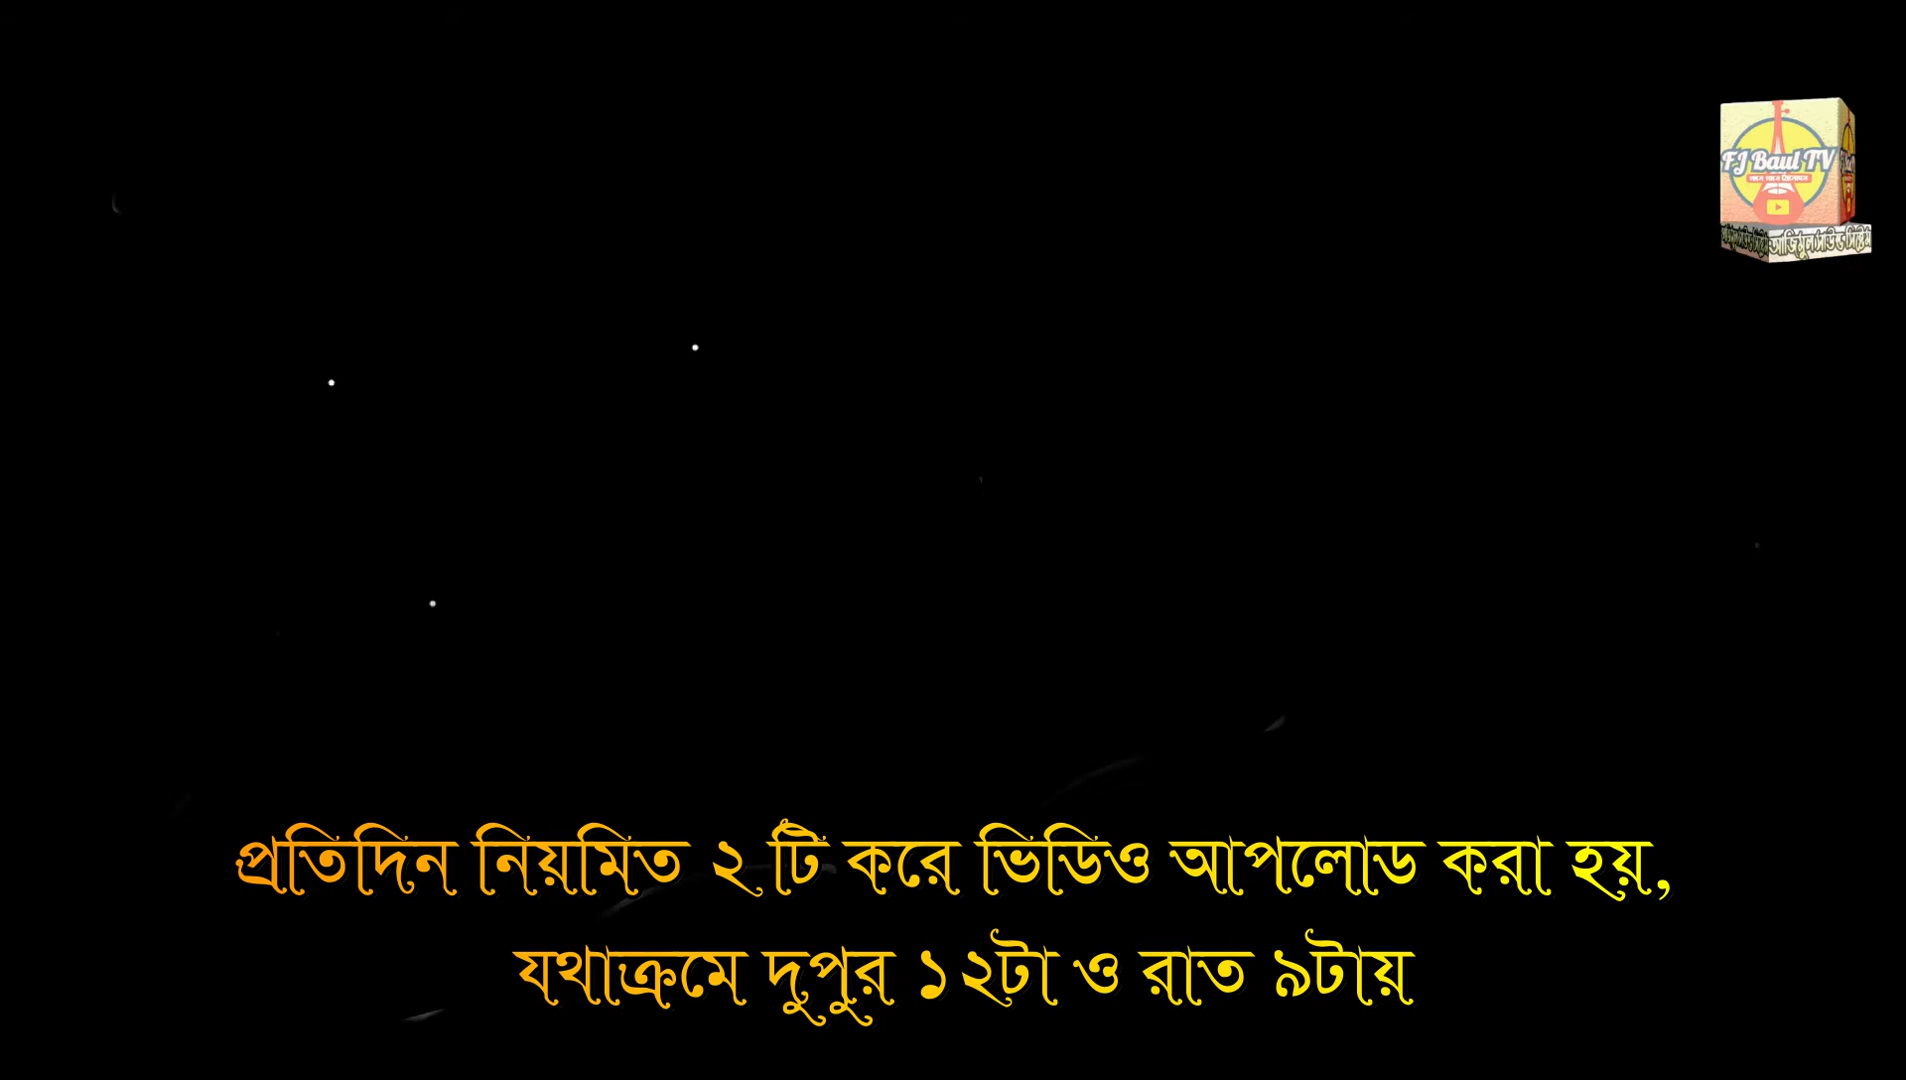 FJ Baul TV
প্রতিদিন নিয়মিত ২ টি করে ভিডিও আপলোড করা হয়,
যথাক্রমে দুপুর ১২টা ও রাত ৯টায়